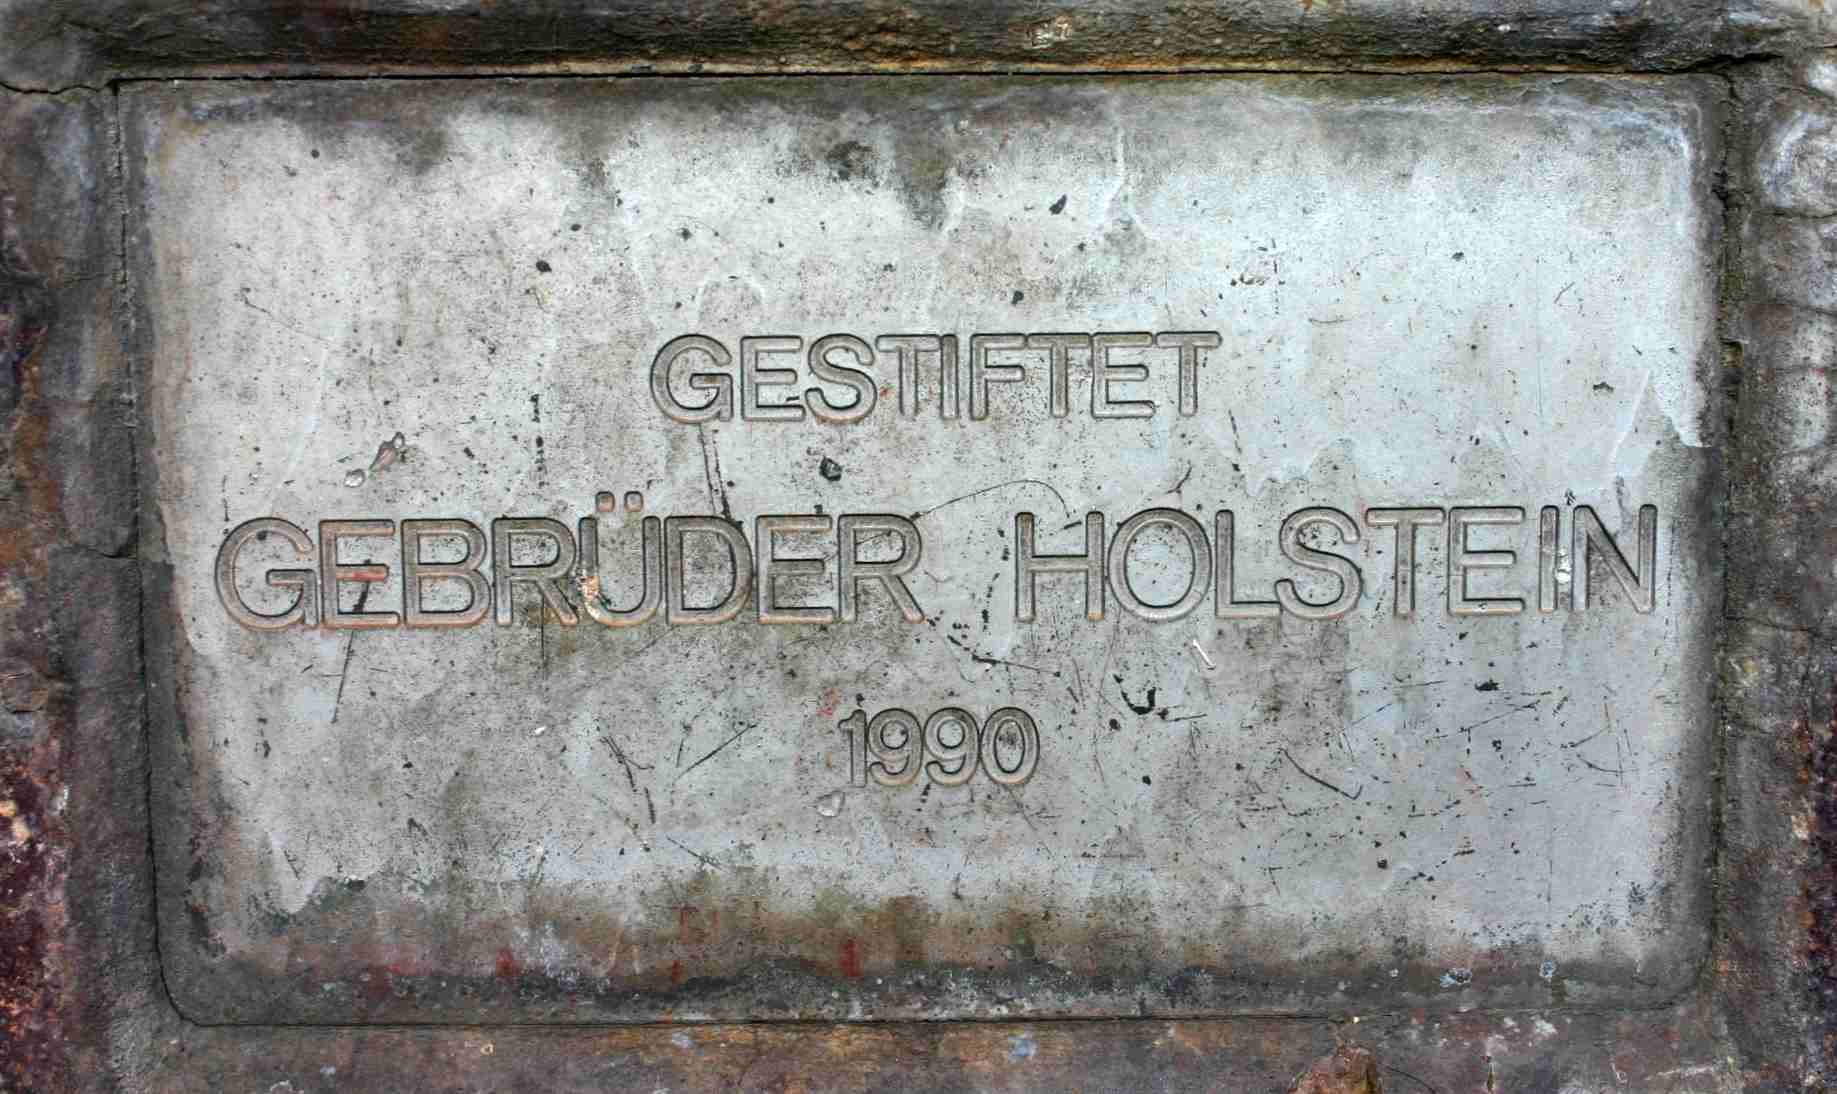 GESTIFTET
GEBRÜDER HOLSTEIN
1990